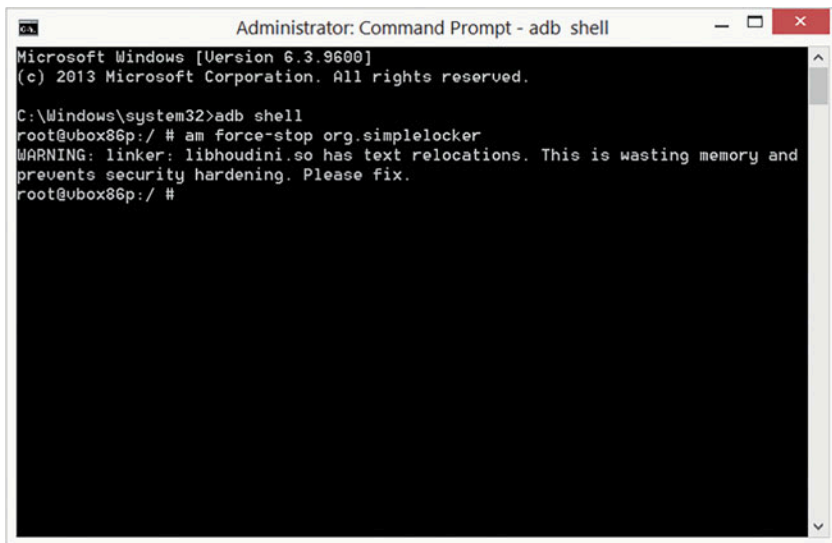 Administrator: Command Prompt - adb shell
Microsoft Windows [Version 6.3.9600]
(c) 2013 Microsoft Corporation. All rights reserved.
C:\Windows\system32>adb shell
root@vbox86p:/ # am force-stop org.simplelocker
WARNING: linker: libhoudini.so has text relocations. This is wasting memory and
prevents security hardening. Please fix.
root@vbox86p:/ #